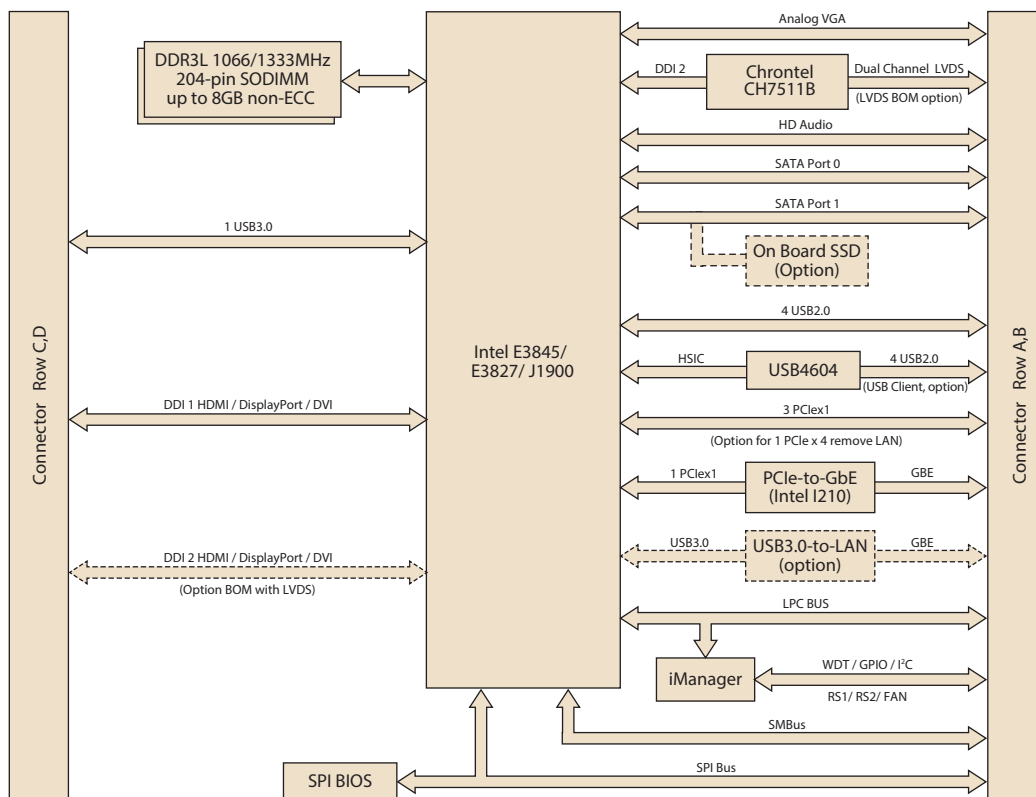 Analog VGA
DDR3L 1066/1333MHz
204-pin SODIMM
up to 8GB non-ECC
DDI 2
Chrontel
CH7511B
Dual Channel LVDS
(LVDS BOM option)
HD Audio
SATA Port 0
SATA Port 1
1 USB3.0
On Board SSD
(Option)
4 USB2.0
Intel E3845/
E3827/ J1900
HSIC
USB4604
4 USB2.0
(USB Client, option)
Connector Row C,D
Connector Row A,B
DDI 1 HDMI / DisplayPort / DVI
3 PCIex1
(Option for 1 PCIe x 4 remove LAN)
1 PCIex1
PCIe-to-GbE
(Intel I210)
GBE
DDI 2 HDMI / DisplayPort / DVI
(Option BOM with LVDS)
USB3.0
USB3.0-to-LAN
(option)
GBE
LPC BUS
iManager
WDT / GPIO / I²C
RS1/ RS2/ FAN
SMBus
SPI BIOS
SPI Bus